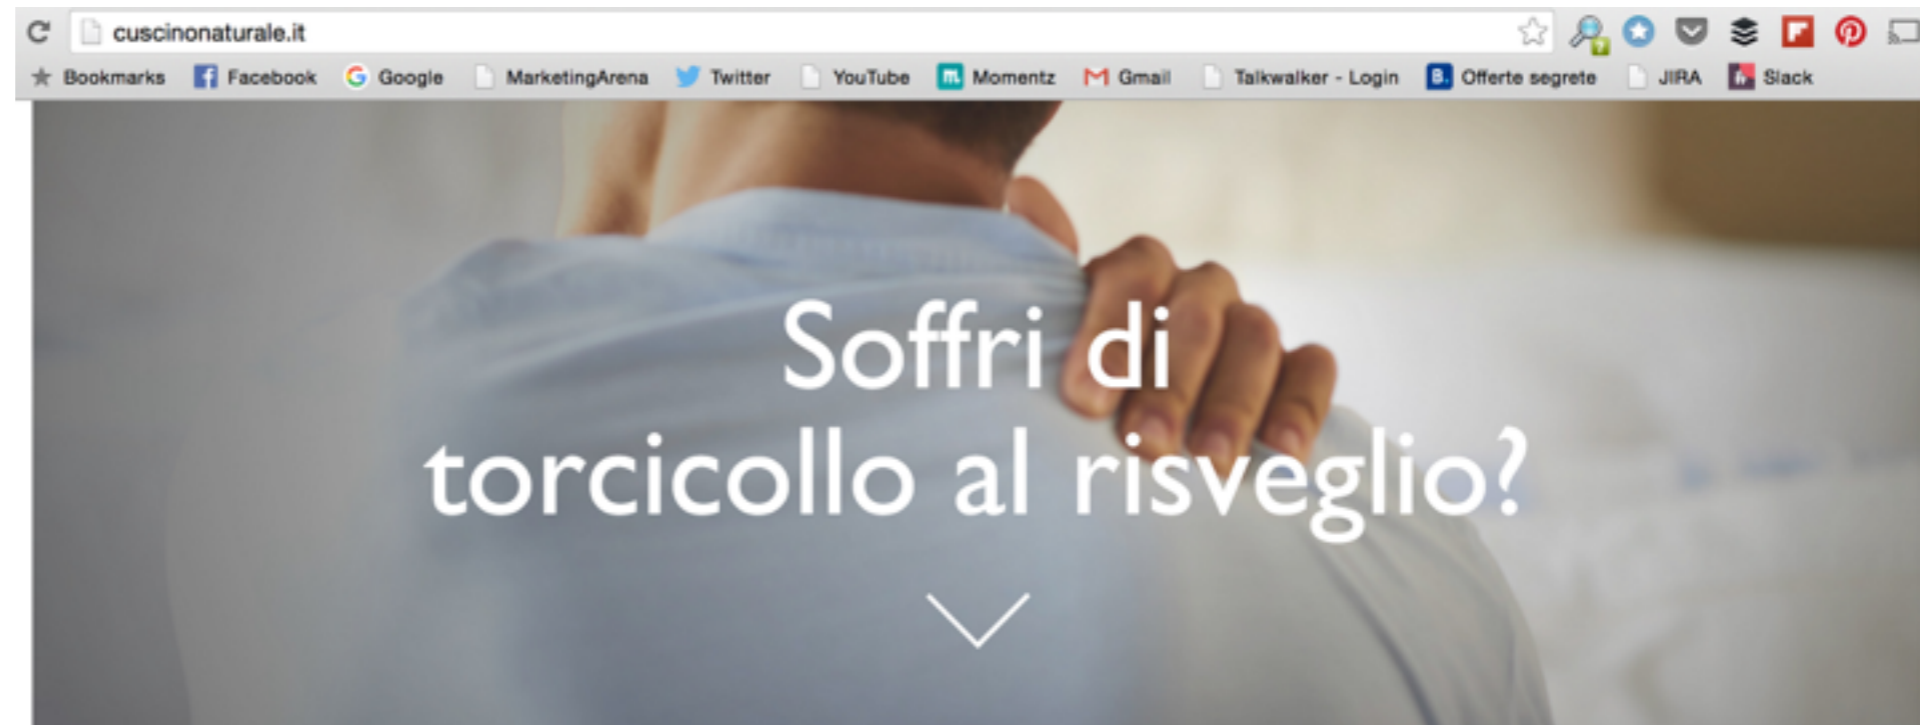 cuscinonaturale.it
Bookmarks Facebook Google MarketingArena Twitter YouTube Momentz Gmail Talkwalker - Login Offerte segrete JIRA Slack
Soffri di
torcicollo al risveglio?